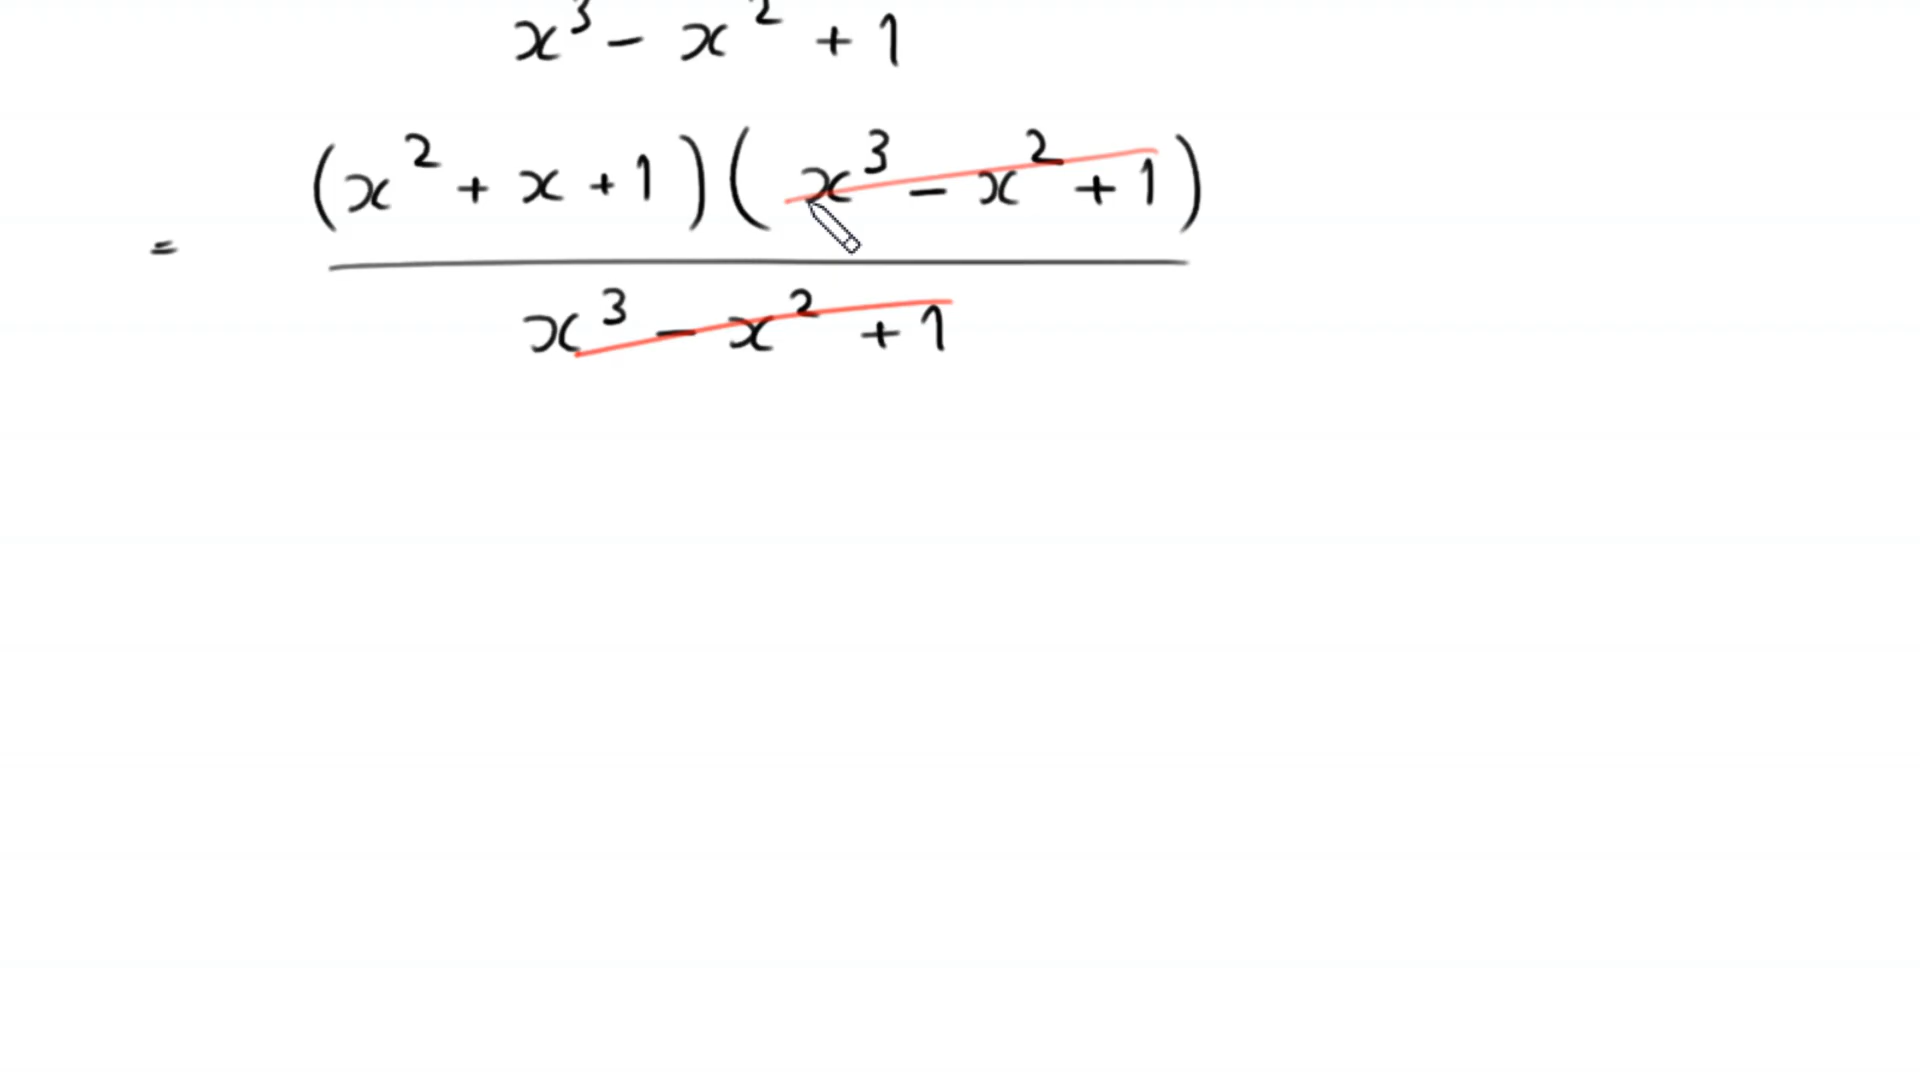 x³ - x² + 1
(x² + x + 1)(x³ - x² + 1)
=
x³ - x² + 1